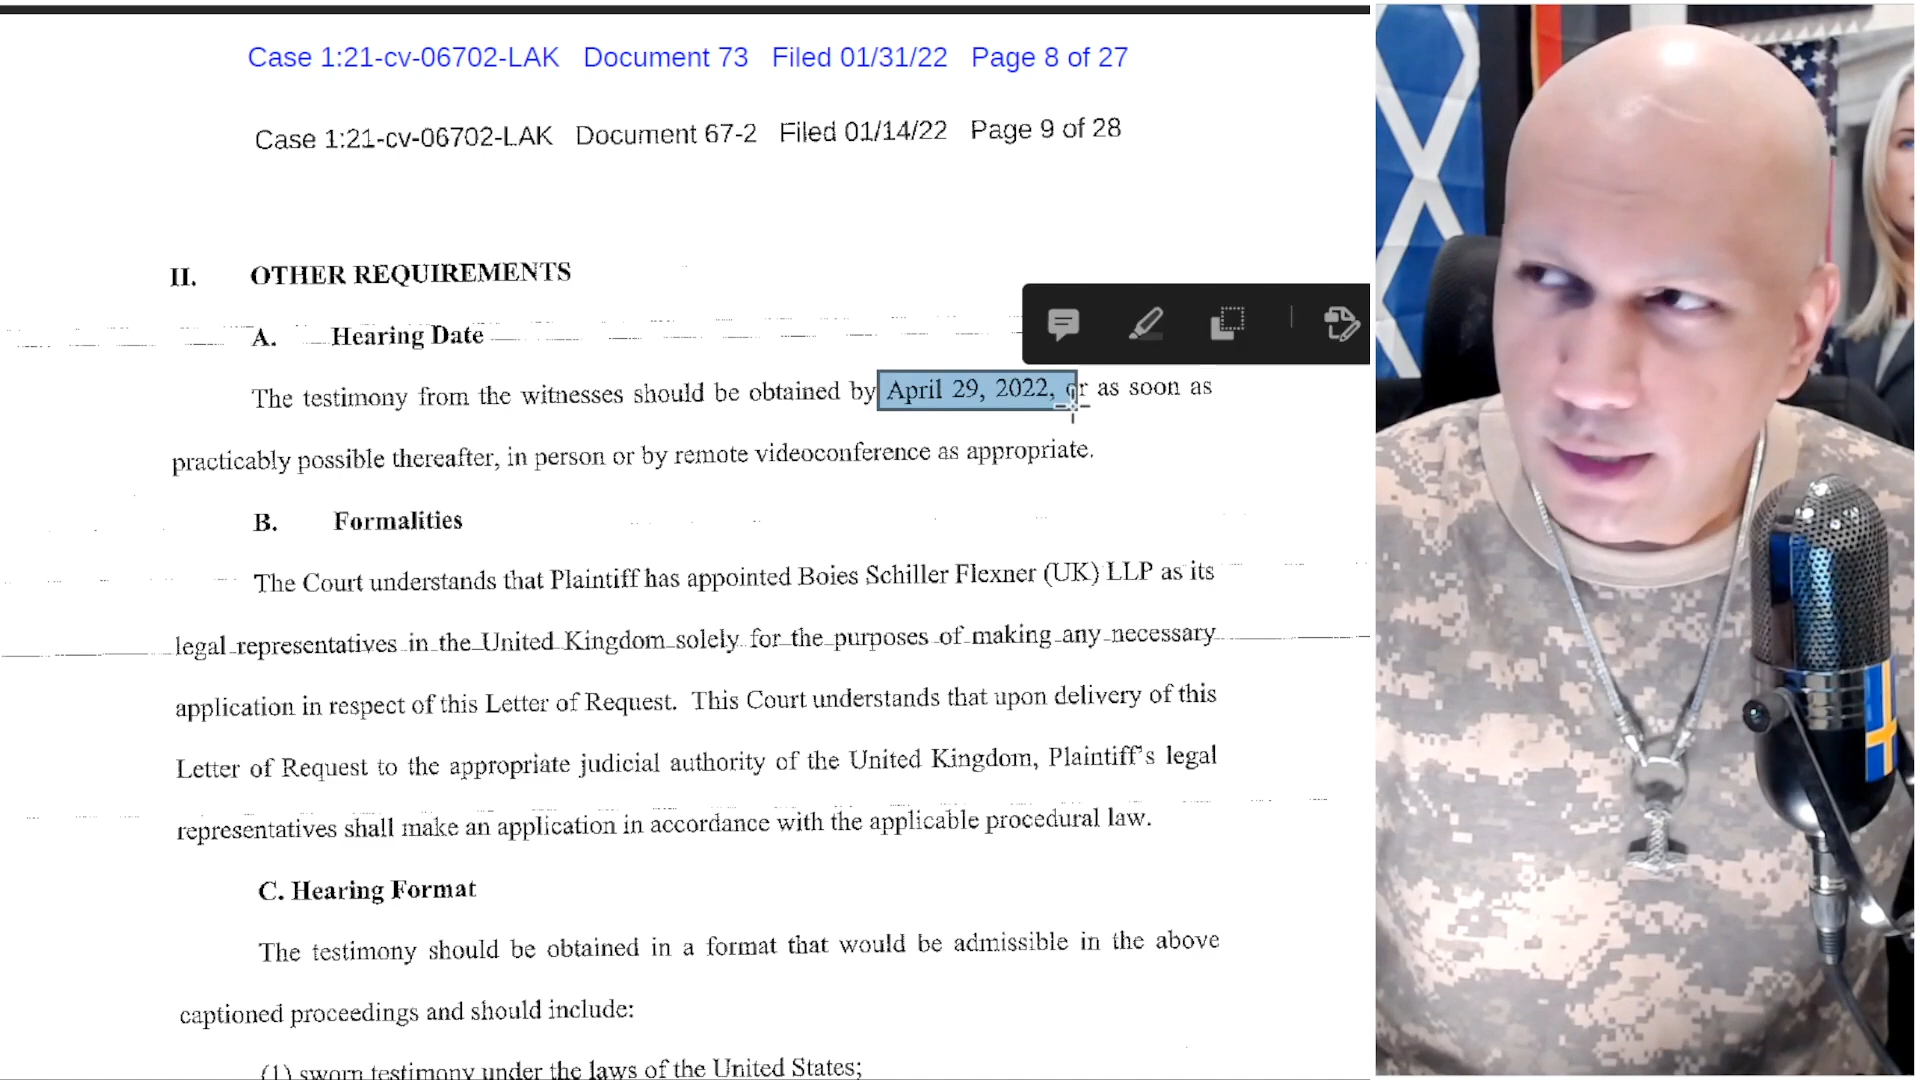 Case 1:21-cv-06702-LAK Document 73 Filed 01/31/22 Page 8 of 27
Case 1:21-cv-06702-LAK Document 67-2 Filed 01/14/22 Page 9 of 28
II. OTHER REQUIREMENTS
A. Hearing Date
The testimony from the witnesses should be obtained by April 29, 2022, or as soon as
practicably possible thereafter, in person or by remote videoconference as appropriate.
B. Formalities
The Court understands that Plaintiff has appointed Boies Schiller Flexner (UK) LLP as its
legal representatives in the United Kingdom solely for the purposes of making any necessary
application in respect of this Letter of Request. This Court understands that upon delivery of this
Letter of Request to the appropriate judicial authority of the United Kingdom, Plaintiff's legal
representatives shall make an application in accordance with the applicable procedural law.
C. Hearing Format
The testimony should be obtained in a format that would be admissible in the above
captioned proceedings and should include:
(1) sworn testimony under the laws of the United States;